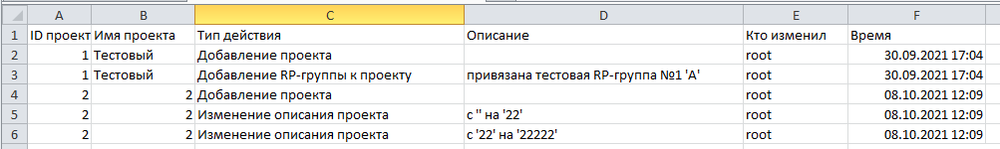 A B C D E F
1 ID проект Имя проекта Тип действия Описание Кто изменил Время
2 1 Тестовый Добавление проекта root 30.09.2021 17:04
3 1 Тестовый Добавление RP-группы к проекту привязана тестовая RP-группа №1 'A' root 30.09.2021 17:04
4 2 2 Добавление проекта root 08.10.2021 12:09
5 2 2 Изменение описания проекта с '' на '22' root 08.10.2021 12:09
6 2 2 Изменение описания проекта с '22' на '22222' root 08.10.2021 12:09